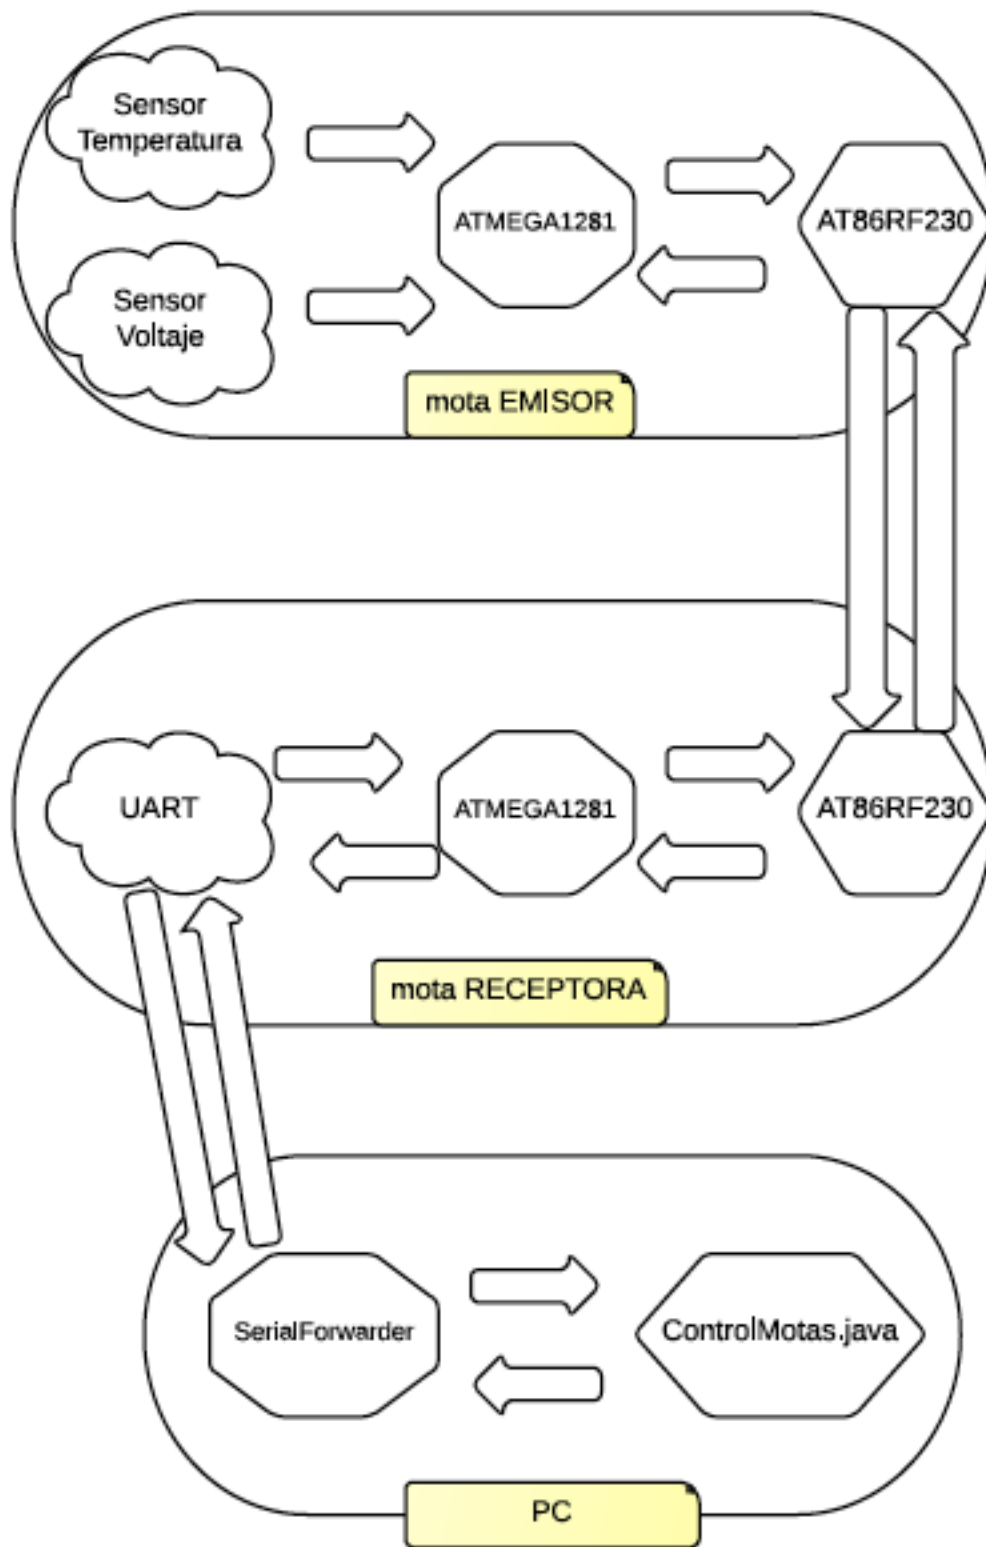 Sensor
Temperatura
ATMEGA1281
AT86RF230
Sensor
Voltaje
mota EMISOR
UART
ATMEGA1281
AT86RF230
mota RECEPTORA
SerialForwarder
ControlMotas.java
PC